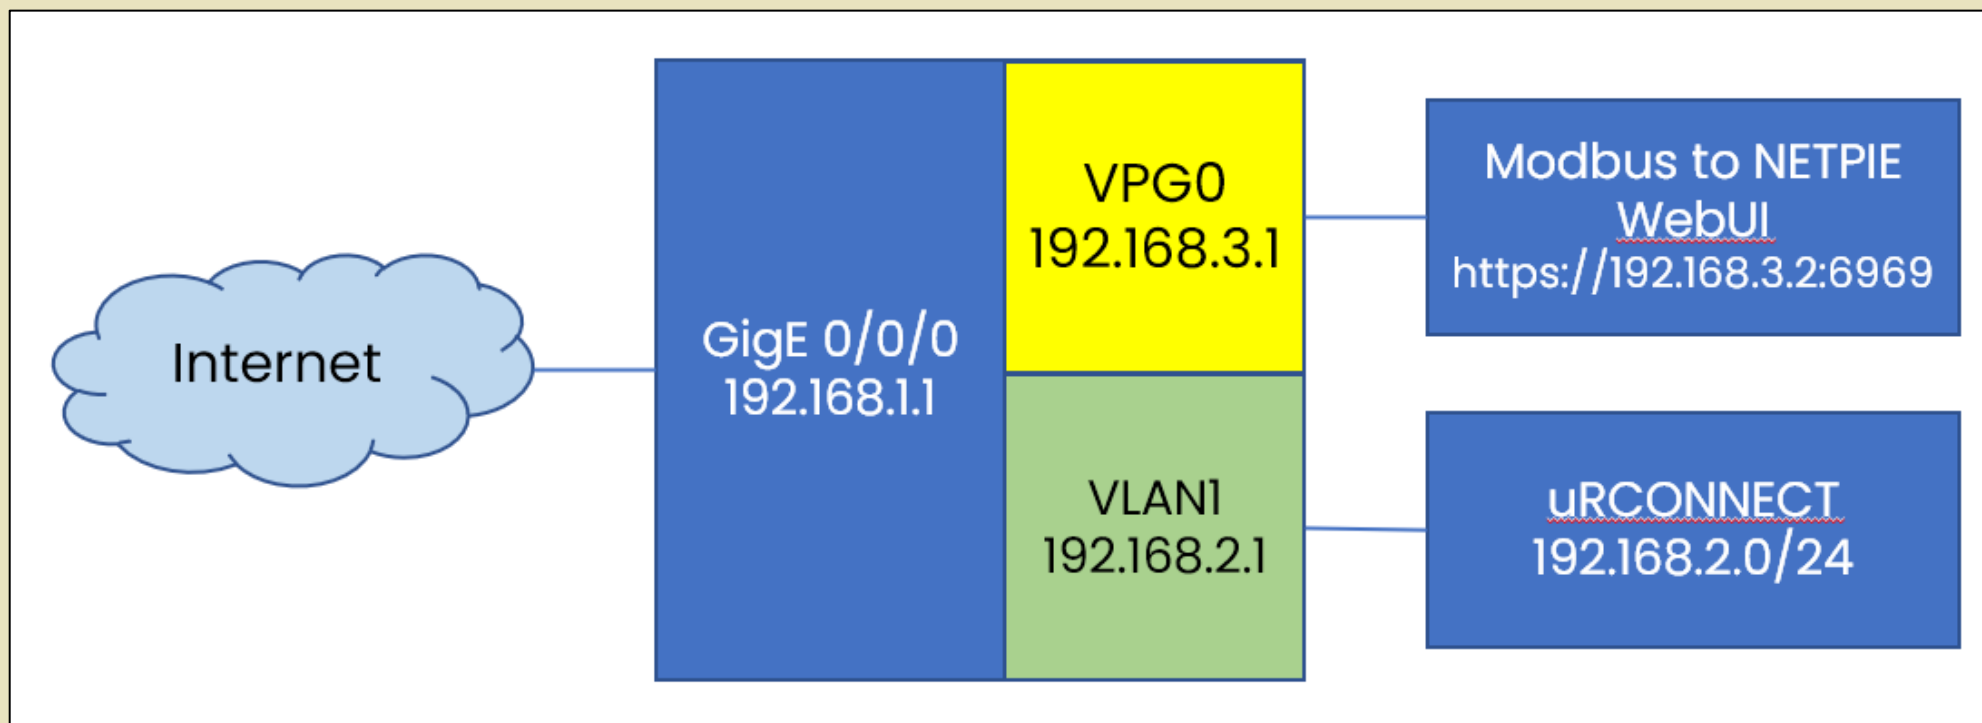 Internet
GigE 0/0/0
192.168.1.1
VPG0
192.168.3.1
VLAN1
192.168.2.1
Modbus to NETPIE
WebUI
https://192.168.3.2:6969
uRCONNECT
192.168.2.0/24